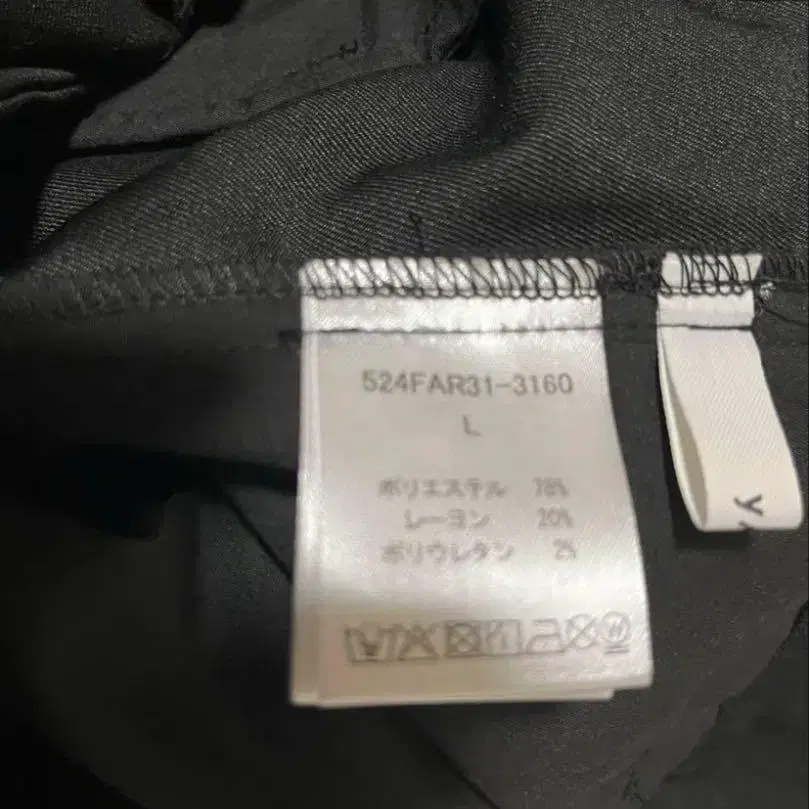 524FAR31-3160
L
ポリエステル 78%
レーヨン 20%
ポリウレタン 2%
y